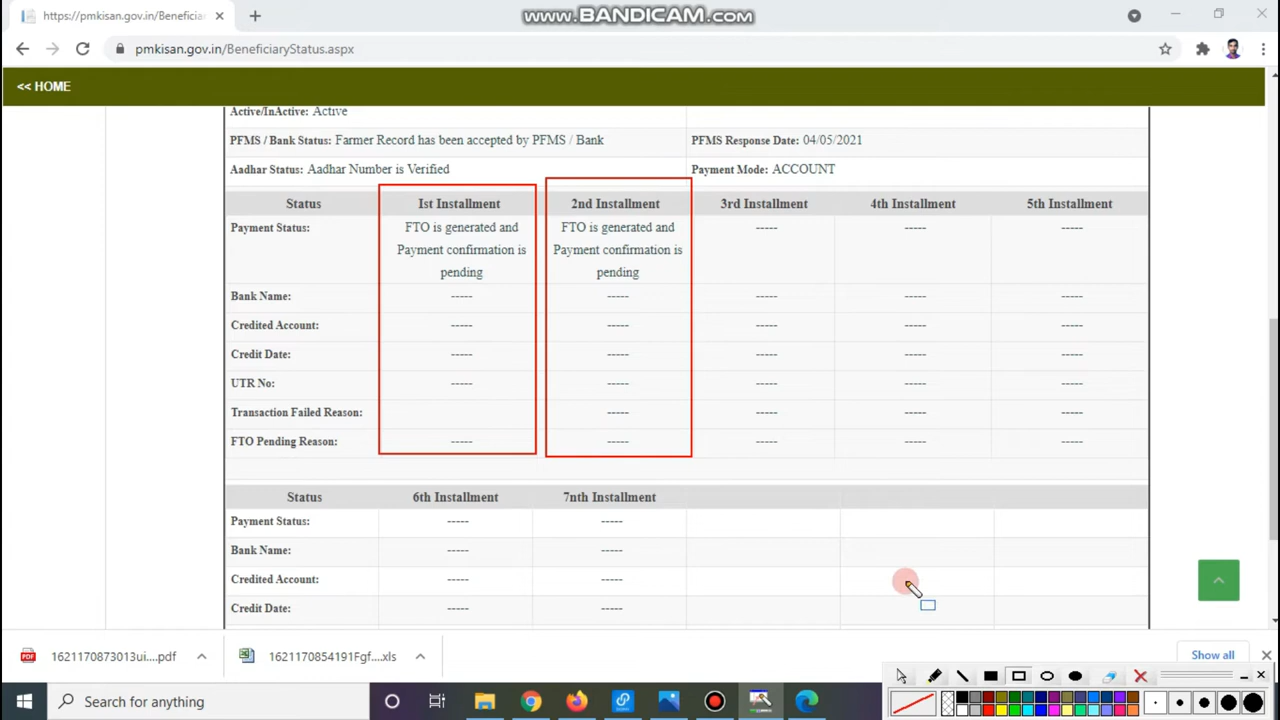 https://pmkisan.gov.in/Beneficia
www.BANDICAM.com
pmkisan.gov.in/BeneficiaryStatus.aspx
<< HOME
Active/InActive: Active
PFMS / Bank Status: Farmer Record has been accepted by PFMS / Bank PFMS Response Date: 04/05/2021
Aadhar Status: Aadhar Number is Verified Payment Mode: ACCOUNT
Status Ist Installment 2nd Installment 3rd Installment 4th Installment 5th Installment
Payment Status: FTO is generated and FTO is generated and ----- ----- -----
Payment confirmation is Payment confirmation is
pending pending
Bank Name: ----- ----- ----- ----- -----
Credited Account: ----- ----- ----- ----- -----
Credit Date: ----- ----- ----- ----- -----
UTR No: ----- ----- ----- ----- -----
Transaction Failed Reason: ----- ----- ----- -----
FTO Pending Reason: ----- ----- ----- ----- -----
Status 6th Installment 7nth Installment
Payment Status: ----- -----
Bank Name: ----- -----
Credited Account: ----- -----
Credit Date: ----- -----
1621170873013ui....pdf 1621170854191Fgf....xls Show all
Search for anything